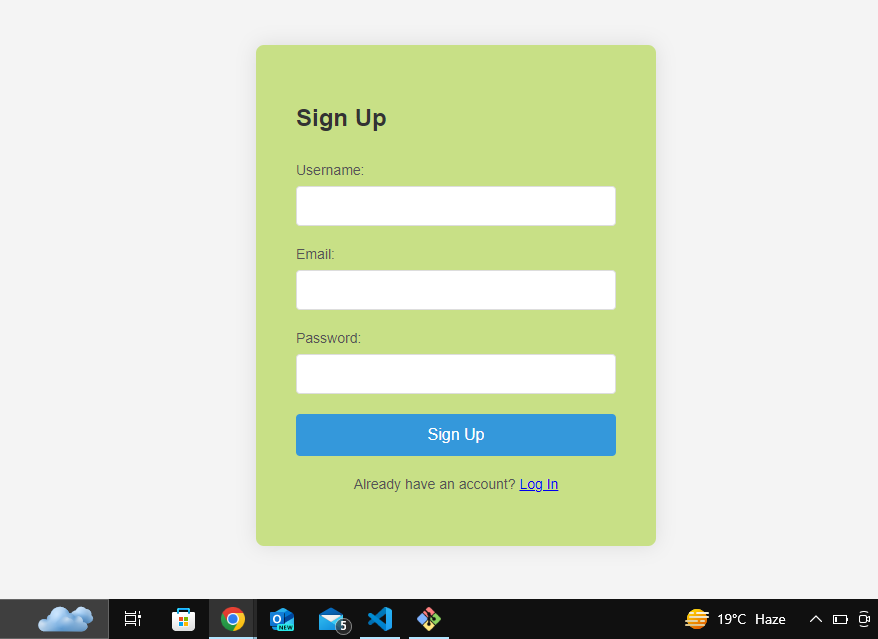 Sign Up
Username:
Email:
Password:
Sign Up
Already have an account? Log In
NEW
5
19°C Haze